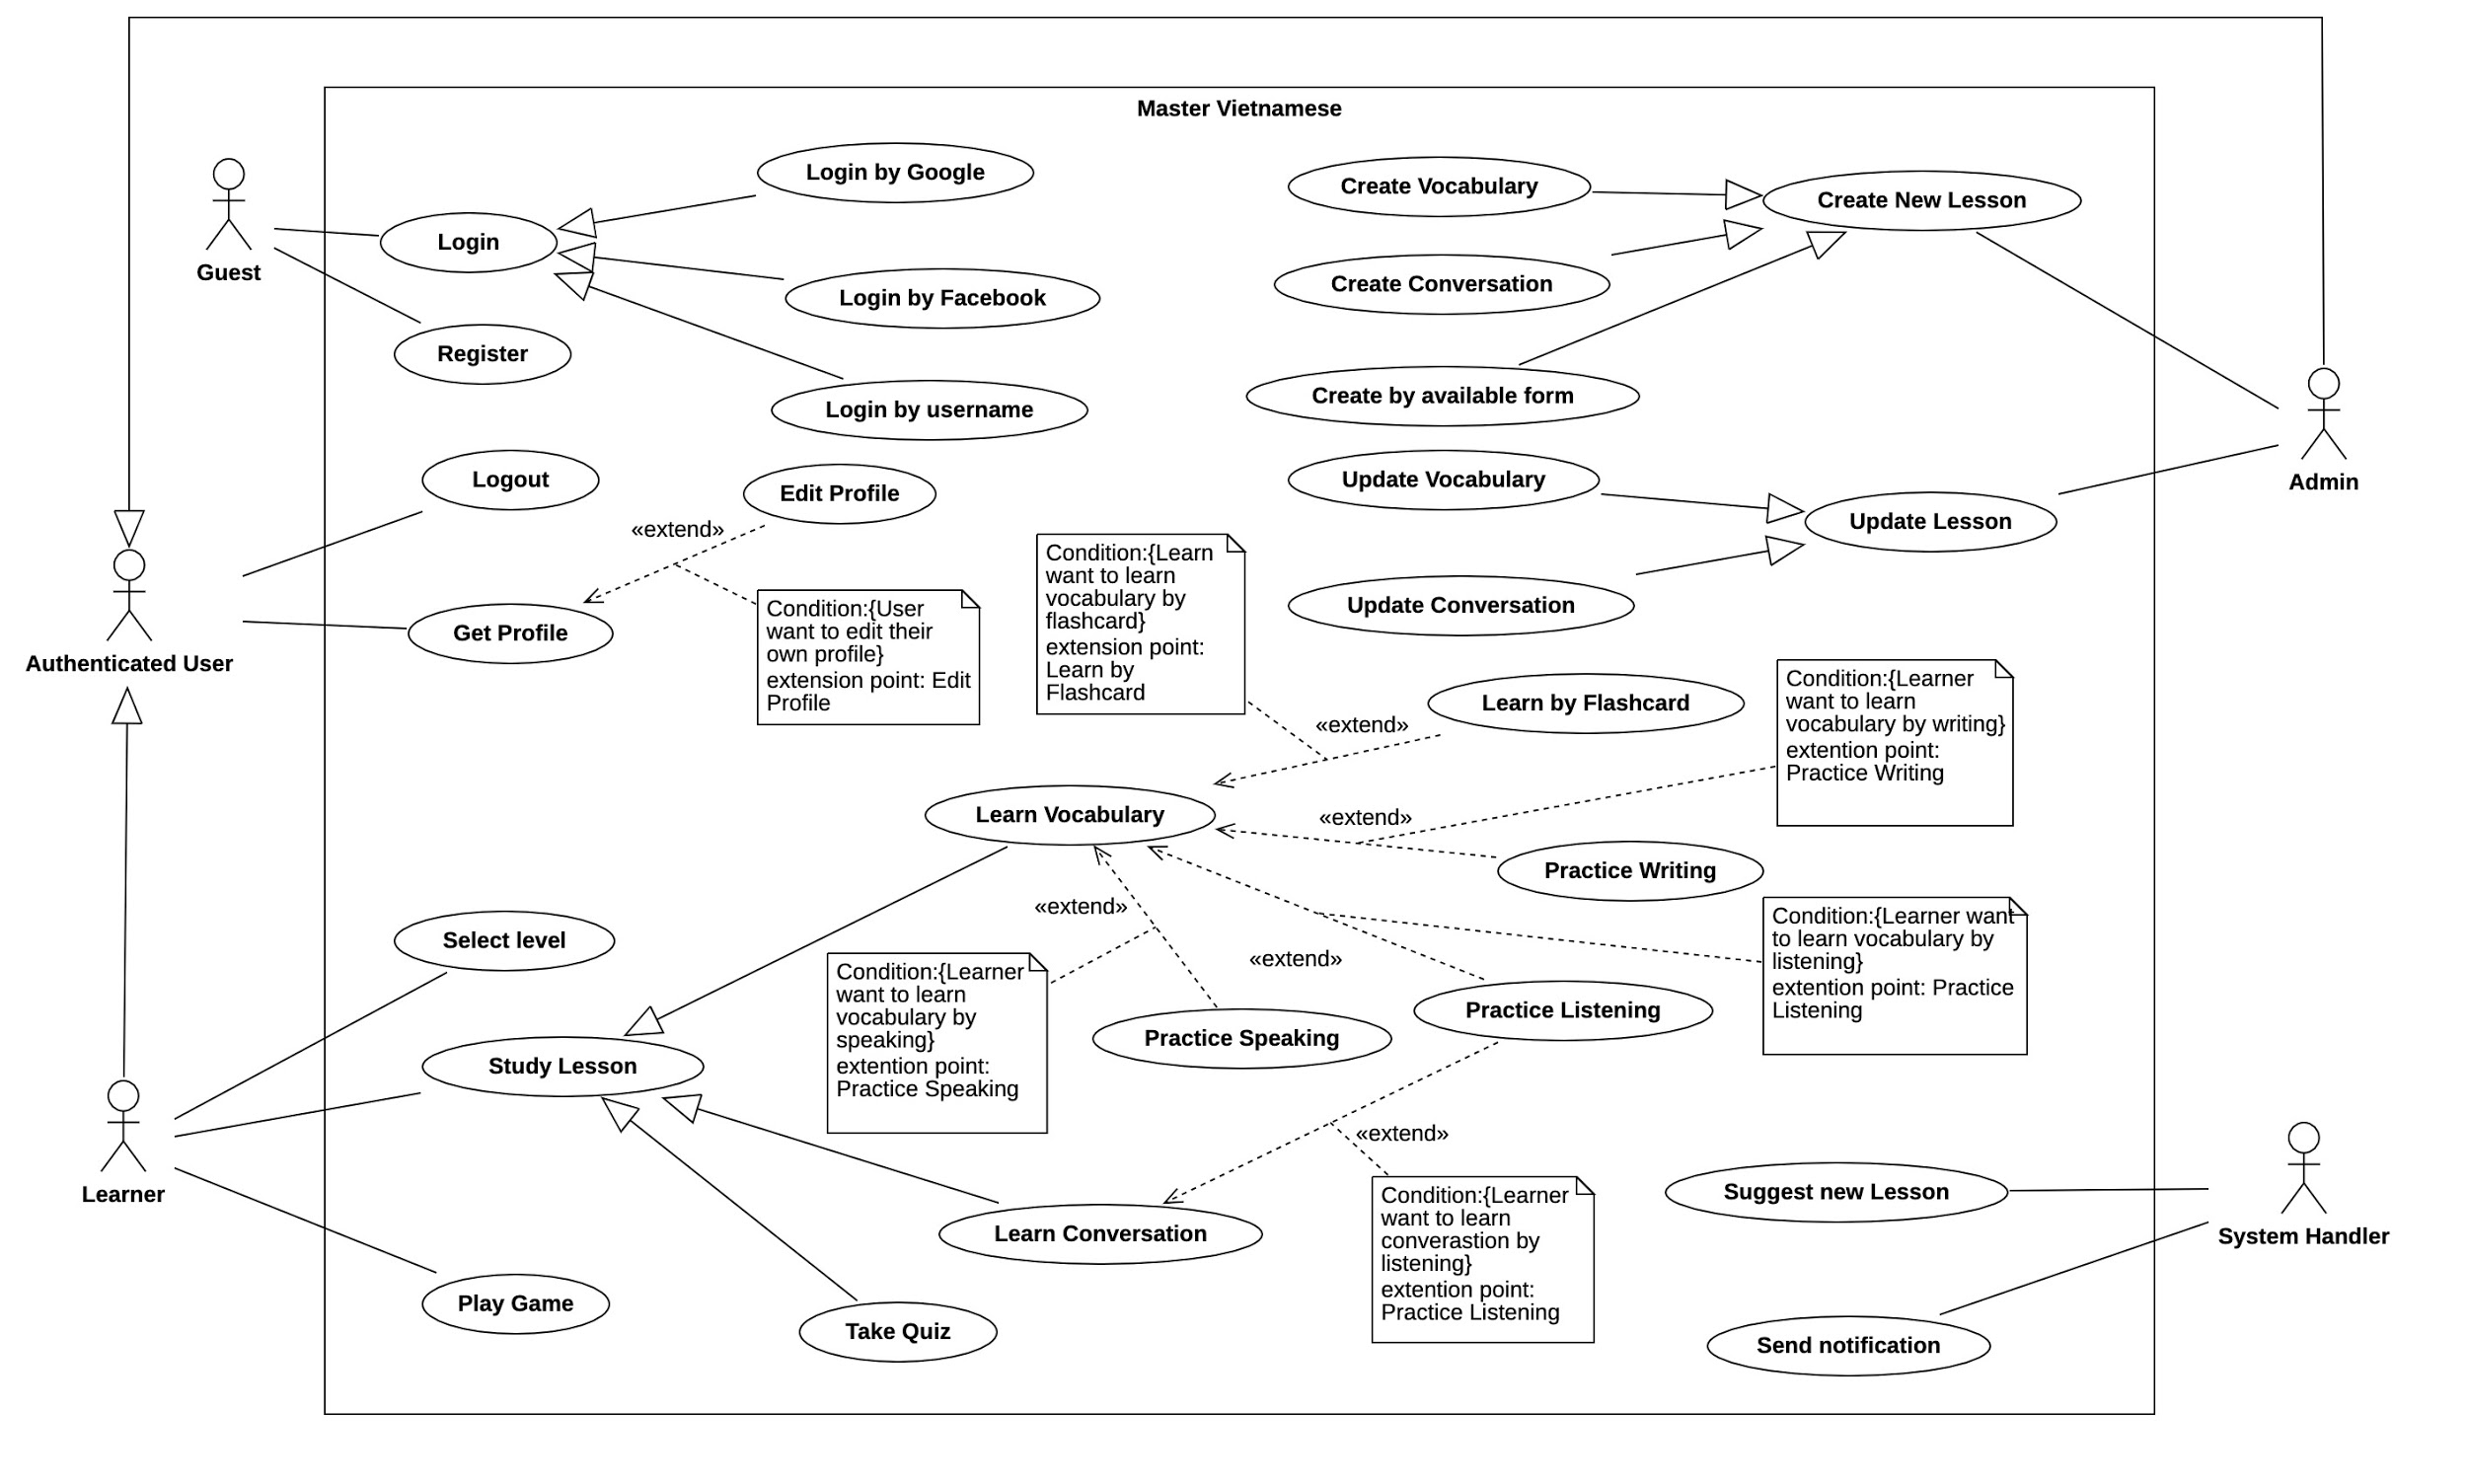 Master Vietnamese
Guest
Login
Register
Login by Google
Login by Facebook
Login by username
Create Vocabulary
Create Conversation
Create by available form
Create New Lesson
Admin
Authenticated User
Logout
Get Profile
Edit Profile
«extend»
Condition:{User
want to edit their
own profile}
extension point: Edit
Profile
Update Vocabulary
Update Conversation
Update Lesson
Condition:{Learn
want to learn
vocabulary by
flashcard}
extension point:
Learn by
Flashcard
«extend»
Learn by Flashcard
Condition:{Learner
want to learn
vocabulary by writing}
extention point:
Practice Writing
Learn Vocabulary
«extend»
Practice Writing
«extend»
Condition:{Learner
want to learn
vocabulary by
speaking}
extention point:
Practice Speaking
Practice Speaking
«extend»
Practice Listening
Condition:{Learner want
to learn vocabulary by
listening}
extention point: Practice
Listening
Learner
Select level
Study Lesson
Play Game
Take Quiz
Learn Conversation
«extend»
Condition:{Learner
want to learn
converastion by
listening}
extention point:
Practice Listening
Suggest new Lesson
Send notification
System Handler